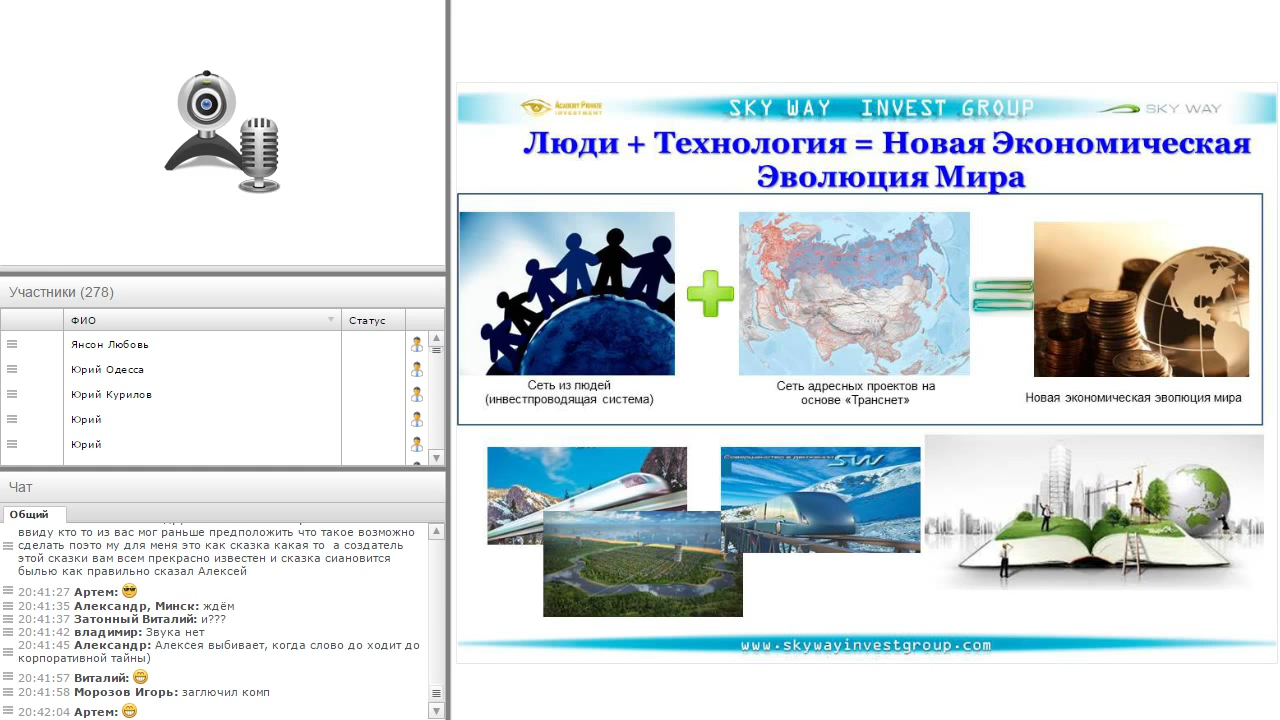 Участники (278)
ФИО
Статус
Янсон Любовь
Юрий Одесса
Юрий Курилов
Юрий
Юрий
Чат
Общий
ввиду кто то из вас мог раньше предположить что такое возможно
сделать поэто му для меня это как сказка какая то а создатель
этой сказки вам всем прекрасно известен и сказка сиановится
былью как правильно сказал Алексей
20:41:27 Артем:
20:41:35 Александр, Минск: ждём
20:41:37 Затонный Виталий: и???
20:41:42 владимир: Звука нет
20:41:45 Александр: Алексея выбивает, когда слово до ходит до
корпоративной тайны)
20:41:57 Виталий:
20:41:58 Морозов Игорь: заглючил комп
20:42:04 Артем:
ACADEMY PRIVATE
INVESTMENT
SKY WAY INVEST GROUP
SKY WAY
Люди + Технология = Новая Экономическая
Эволюция Мира
Сеть из людей
(инвестпроводящая система)
Сеть адресных проектов на
основе «Транснет»
Новая экономическая эволюция мира
SW
www.skywayinvestgroup.com